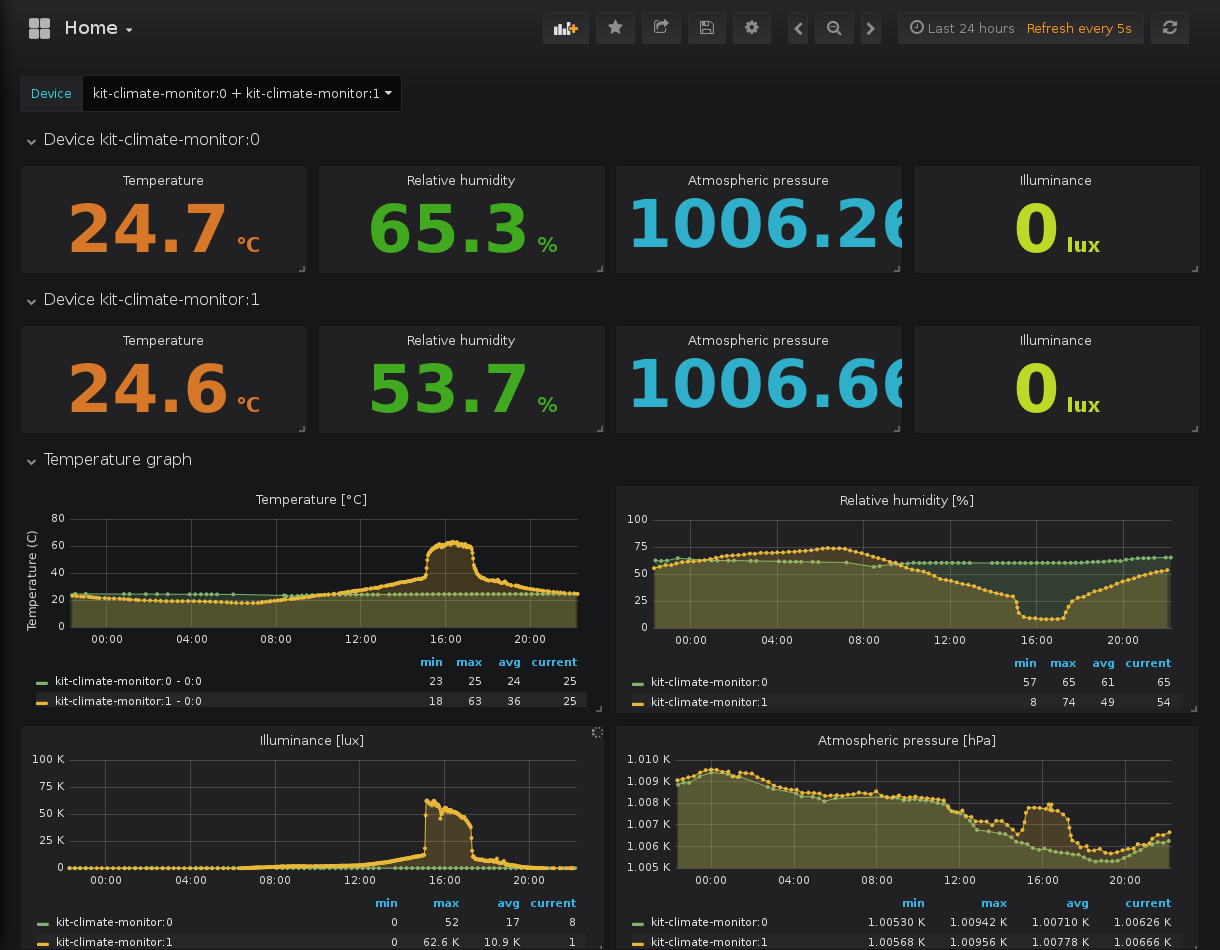 Home
Last 24 hours Refresh every 5s
Device kit-climate-monitor:0 + kit-climate-monitor:1
Device kit-climate-monitor:0
Temperature Relative humidity Atmospheric pressure Illuminance
24.7 °C 65.3 % 1006.26 0 lux
Device kit-climate-monitor:1
Temperature Relative humidity Atmospheric pressure Illuminance
24.6 °C 53.7 % 1006.66 0 lux
Temperature graph
Temperature [°C]
Temperature (C)
80
60
40
20
0
00:00 04:00 08:00 12:00 16:00 20:00
min max avg current
kit-climate-monitor:0 - 0:0 23 25 24 25
kit-climate-monitor:1 - 0:0 18 63 36 25
Relative humidity [%]
100
75
50
25
0
00:00 04:00 08:00 12:00 16:00 20:00
min max avg current
kit-climate-monitor:0 57 65 61 65
kit-climate-monitor:1 8 74 49 54
Illuminance [lux]
100 K
75 K
50 K
25 K
0
00:00 04:00 08:00 12:00 16:00 20:00
min max avg current
kit-climate-monitor:0 0 52 17 8
kit-climate-monitor:1 0 62.6 K 10.9 K 1
Atmospheric pressure [hPa]
1.010 K
1.009 K
1.008 K
1.007 K
1.006 K
1.005 K
00:00 04:00 08:00 12:00 16:00 20:00
min max avg current
kit-climate-monitor:0 1.00530 K 1.00942 K 1.00710 K 1.00626 K
kit-climate-monitor:1 1.00568 K 1.00956 K 1.00778 K 1.00666 K